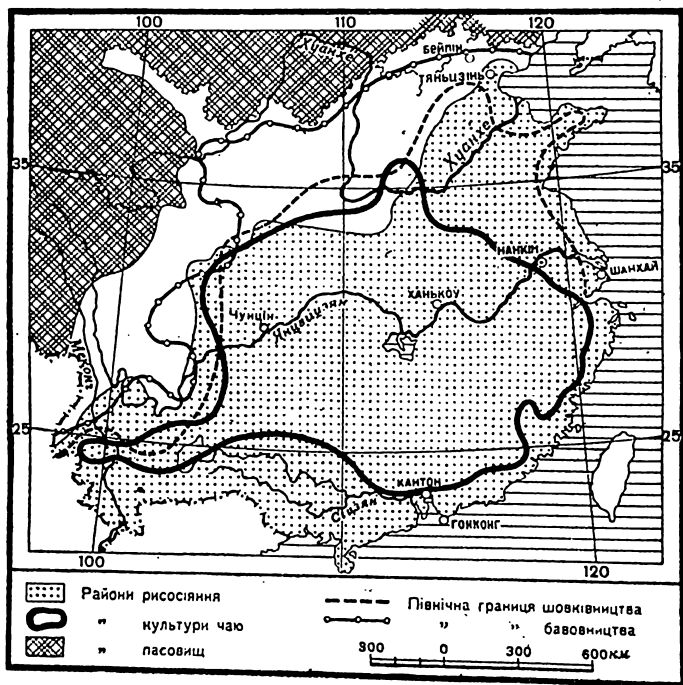 100 110 120
Хуанхе
БЕЙПІН
ТЯНЬЦЗІНЬ
Хуанхе
35 35
НАНКІН
ШАНХАЙ
ХАНЬКОУ
Чунцін
Янцзицзян
Меконг
25 25
КАНТОН
Сіцзян
ГОНКОНГ
100 120
Райони рисосіяння
„ культури чаю
„ пасовищ
Північна границя шовківництва
„ „ бавовництва
300 0 300 600км